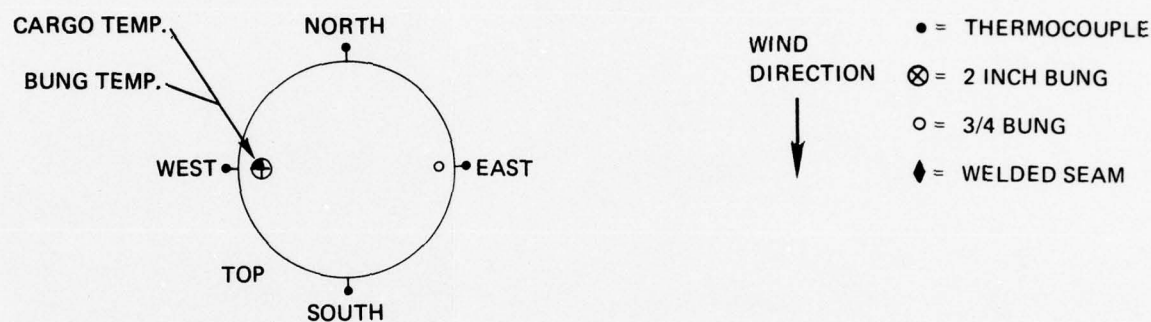 CARGO TEMP.
BUNG TEMP.
NORTH
WEST
EAST
TOP
SOUTH
WIND
DIRECTION
= THERMOCOUPLE
= 2 INCH BUNG
= 3/4 BUNG
= WELDED SEAM